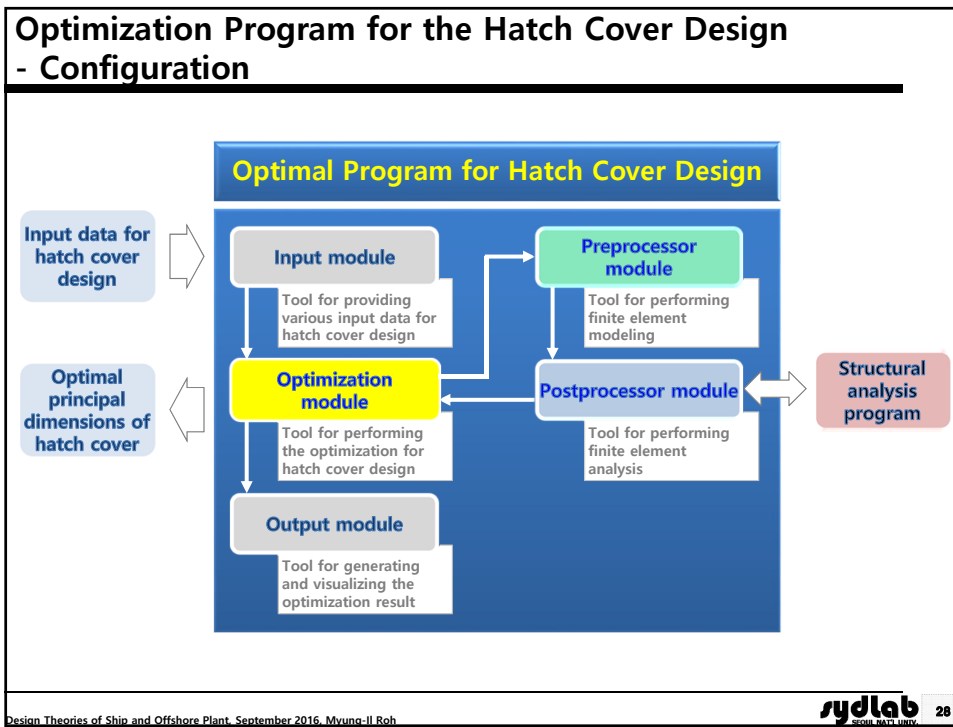 Optimization Program for the Hatch Cover Design
- Configuration
Optimal Program for Hatch Cover Design
Input data for
hatch cover
design
Input module
Tool for providing
various input data for
hatch cover design
Preprocessor
module
Tool for performing
finite element
modeling
Optimal
principal
dimensions of
hatch cover
Optimization
module
Tool for performing
the optimization for
hatch cover design
Postprocessor module
Tool for performing
finite element
analysis
Structural
analysis
program
Output module
Tool for generating
and visualizing the
optimization result
Design Theories of Ship and Offshore Plant, September 2016, Myung-Il Roh
sydlab
SEOUL NAT'L UNIV.
28